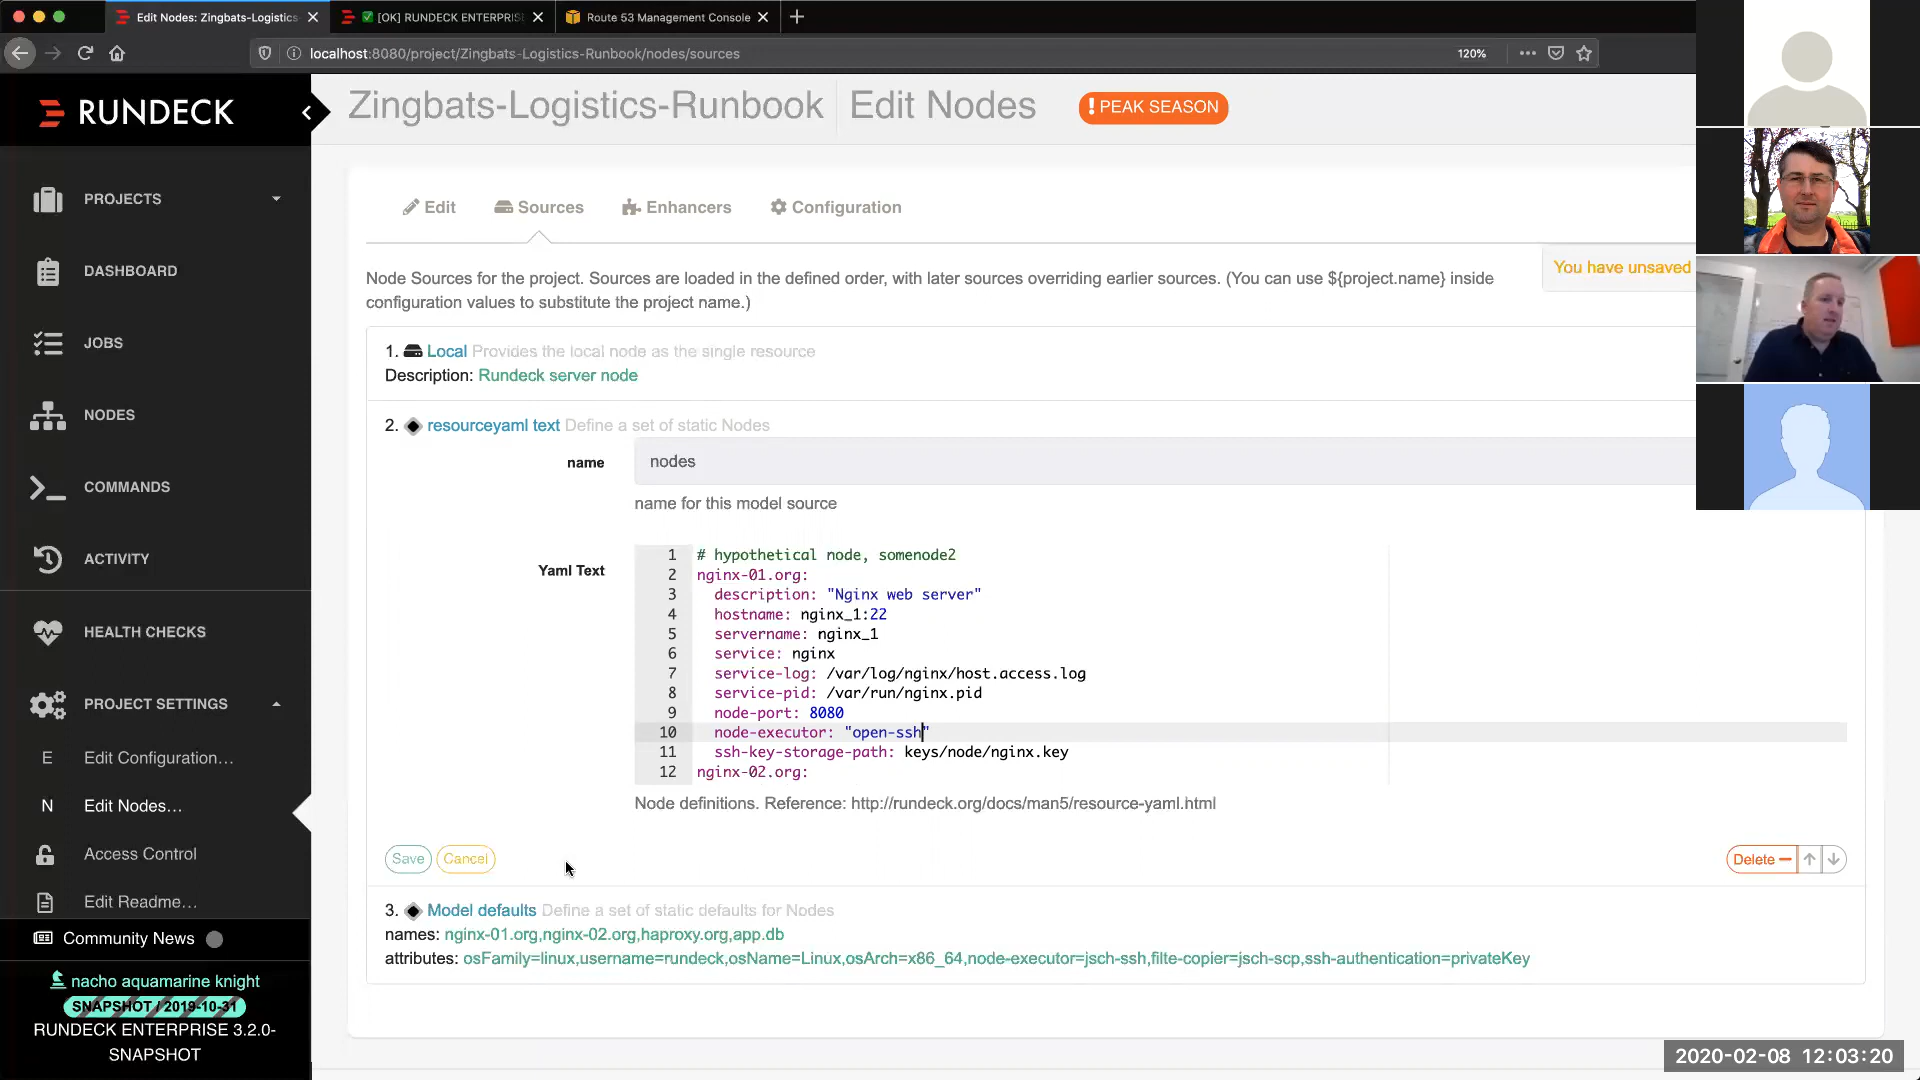 Edit Nodes: Zingbats-Logistics-
[OK] RUNDECK ENTERPRIS
Route 53 Management Console
localhost:8080/project/Zingbats-Logistics-Runbook/nodes/sources
120%
RUNDECK
Zingbats-Logistics-Runbook
Edit Nodes
! PEAK SEASON
PROJECTS
DASHBOARD
JOBS
NODES
COMMANDS
ACTIVITY
HEALTH CHECKS
PROJECT SETTINGS
E Edit Configuration…
N Edit Nodes…
Access Control
Edit Readme…
Community News
nacho aquamarine knight
SNAPSHOT / 2019-10-31
RUNDECK ENTERPRISE 3.2.0-
SNAPSHOT
Edit
Sources
Enhancers
Configuration
You have unsaved
Node Sources for the project. Sources are loaded in the defined order, with later sources overriding earlier sources. (You can use ${project.name} inside
configuration values to substitute the project name.)
1. Local Provides the local node as the single resource
Description: Rundeck server node
2. resourceyaml text Define a set of static Nodes
name
nodes
name for this model source
Yaml Text
1 # hypothetical node, somenode2
2 nginx-01.org:
3 description: "Nginx web server"
4 hostname: nginx_1:22
5 servername: nginx_1
6 service: nginx
7 service-log: /var/log/nginx/host.access.log
8 service-pid: /var/run/nginx.pid
9 node-port: 8080
10 node-executor: "open-ssh"
11 ssh-key-storage-path: keys/node/nginx.key
12 nginx-02.org:
Node definitions. Reference: http://rundeck.org/docs/man5/resource-yaml.html
Save
Cancel
Delete
3. Model defaults Define a set of static defaults for Nodes
names: nginx-01.org,nginx-02.org,haproxy.org,app.db
attributes: osFamily=linux,username=rundeck,osName=Linux,osArch=x86_64,node-executor=jsch-ssh,filte-copier=jsch-scp,ssh-authentication=privateKey
2020-02-08 12:03:20